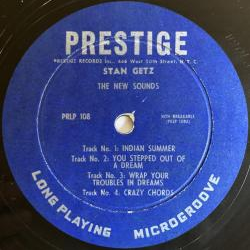 PRESTIGE
PRESTIGE RECORDS Inc., 446 West 50th Street, N.Y.C.
STAN GETZ
THE NEW SOUNDS
PRLP 108
NON BREAKABLE
Track No. 1: INDIAN SUMMER
Track No. 2: YOU STEPPED OUT OF
A DREAM
Track No. 3: WRAP YOUR
TROUBLES IN DREAMS
Track No. 4: CRAZY CHORDS
LONG PLAYING MICROGROOVE